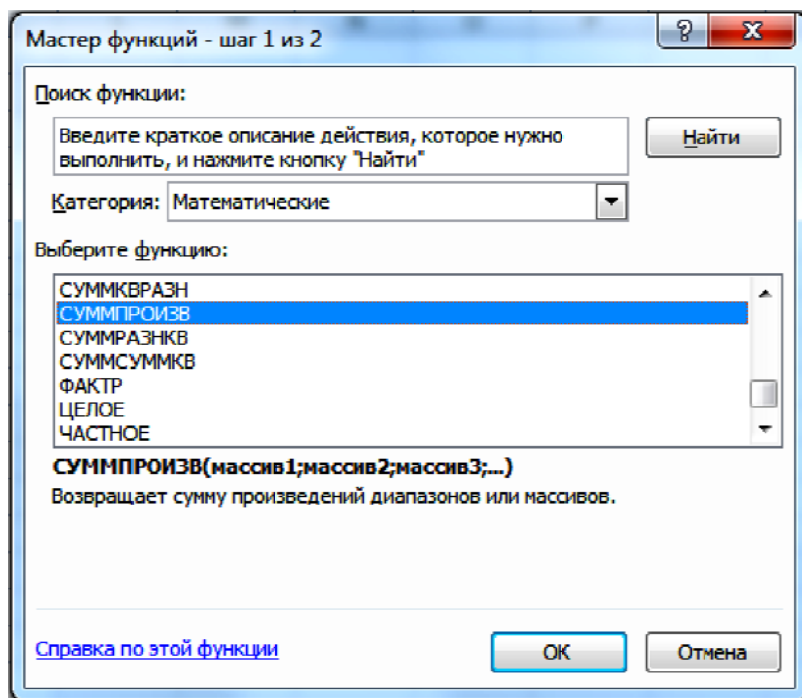 Мастер функций - шаг 1 из 2
Поиск функции:
Введите краткое описание действия, которое нужно
выполнить, и нажмите кнопку "Найти"
Найти
Категория: Математические
Выберите функцию:
СУММКВРАЗН
СУММПРОИЗВ
СУММРАЗНКВ
СУММСУММКВ
ФАКТР
ЦЕЛОЕ
ЧАСТНОЕ
СУММПРОИЗВ(массив1;массив2;массив3;...)
Возвращает сумму произведений диапазонов или массивов.
Справка по этой функции
ОК
Отмена